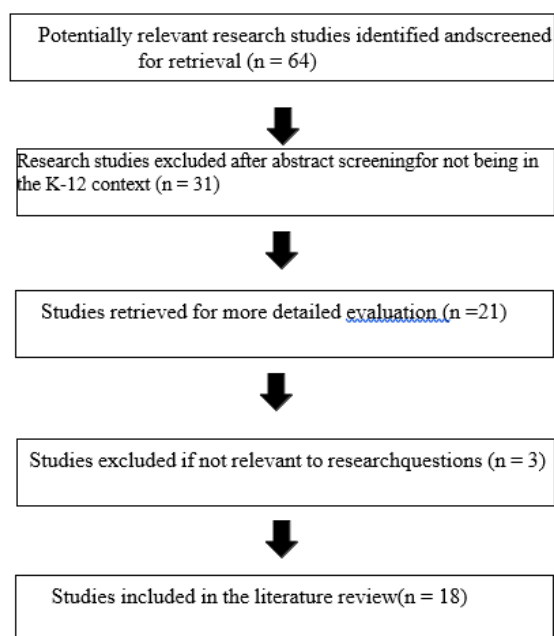 Potentially relevant research studies identified andscreened
for retrieval (n = 64)
Research studies excluded after abstract screeningfor not being in
the K-12 context (n = 31)
Studies retrieved for more detailed evaluation (n =21)
Studies excluded if not relevant to researchquestions (n = 3)
Studies included in the literature review(n = 18)